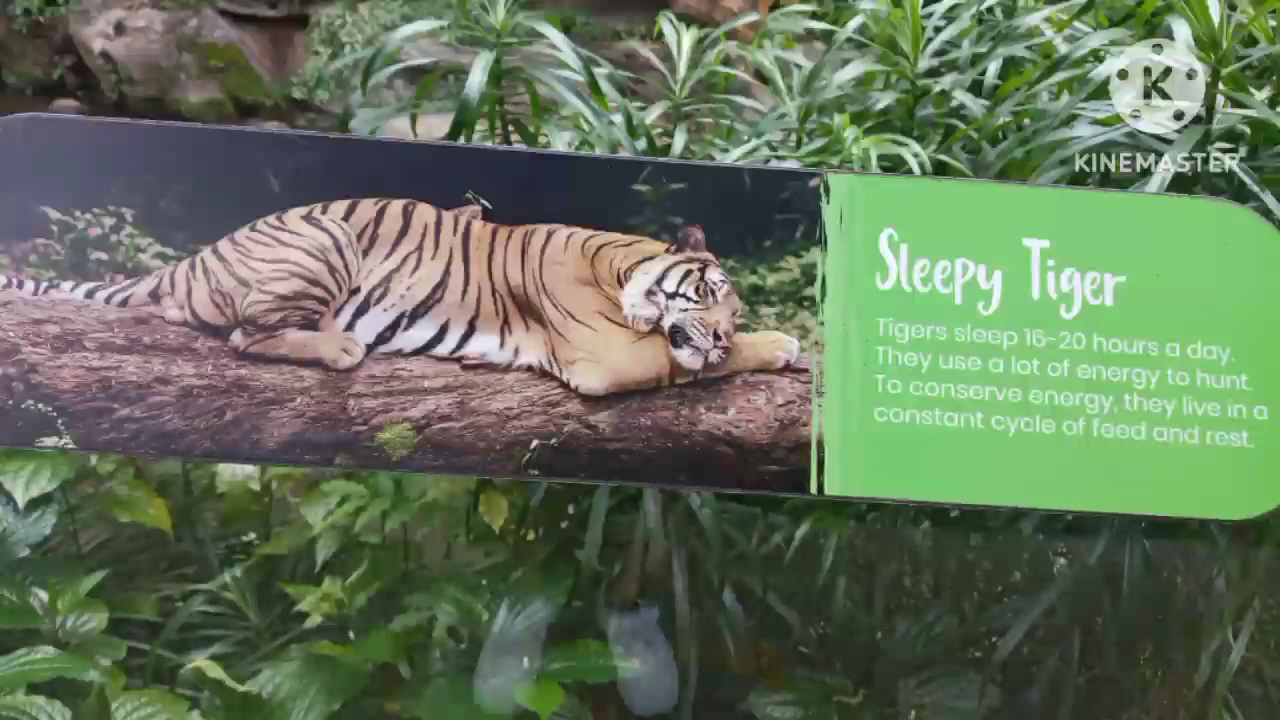 K
KINEMASTER
Sleepy Tiger
Tigers sleep 16-20 hours a day.
They use a lot of energy to hunt.
To conserve energy, they live in a
constant cycle of feed and rest.